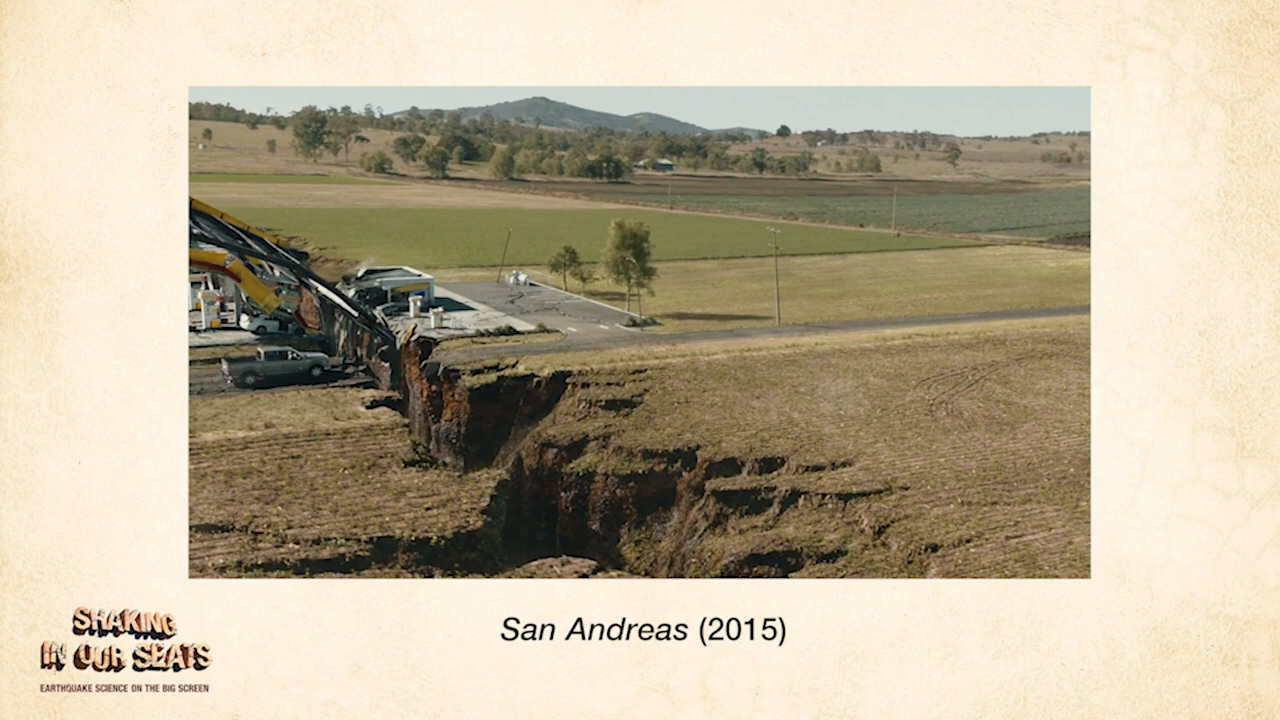 San Andreas (2015)
SHAKING
IN OUR SEATS
EARTHQUAKE SCIENCE ON THE BIG SCREEN